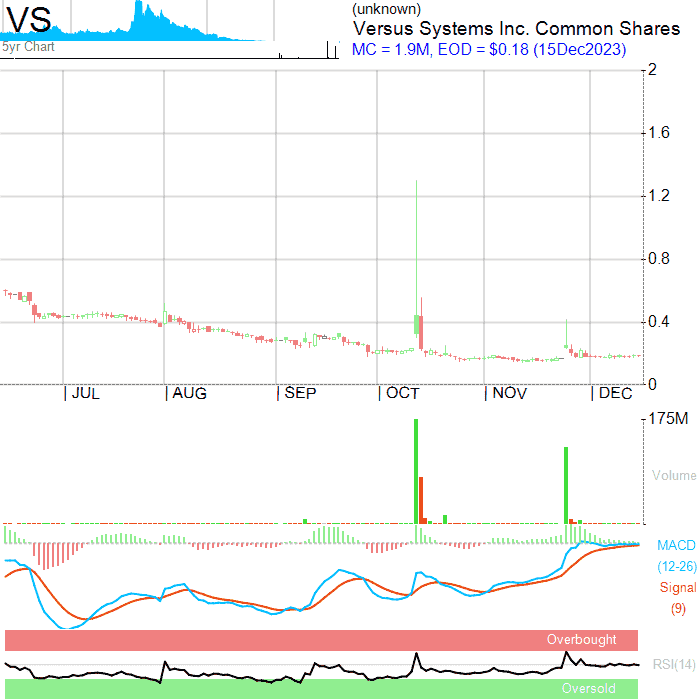 VS
5yr Chart
(unknown)
Versus Systems Inc. Common Shares
MC = 1.9M, EOD = $0.18 (15Dec2023)
2
1.6
1.2
0.8
0.4
0
JUL AUG SEP OCT NOV DEC
175M
Volume
MACD
(12-26)
Signal
(9)
Overbought
RSI(14)
Oversold